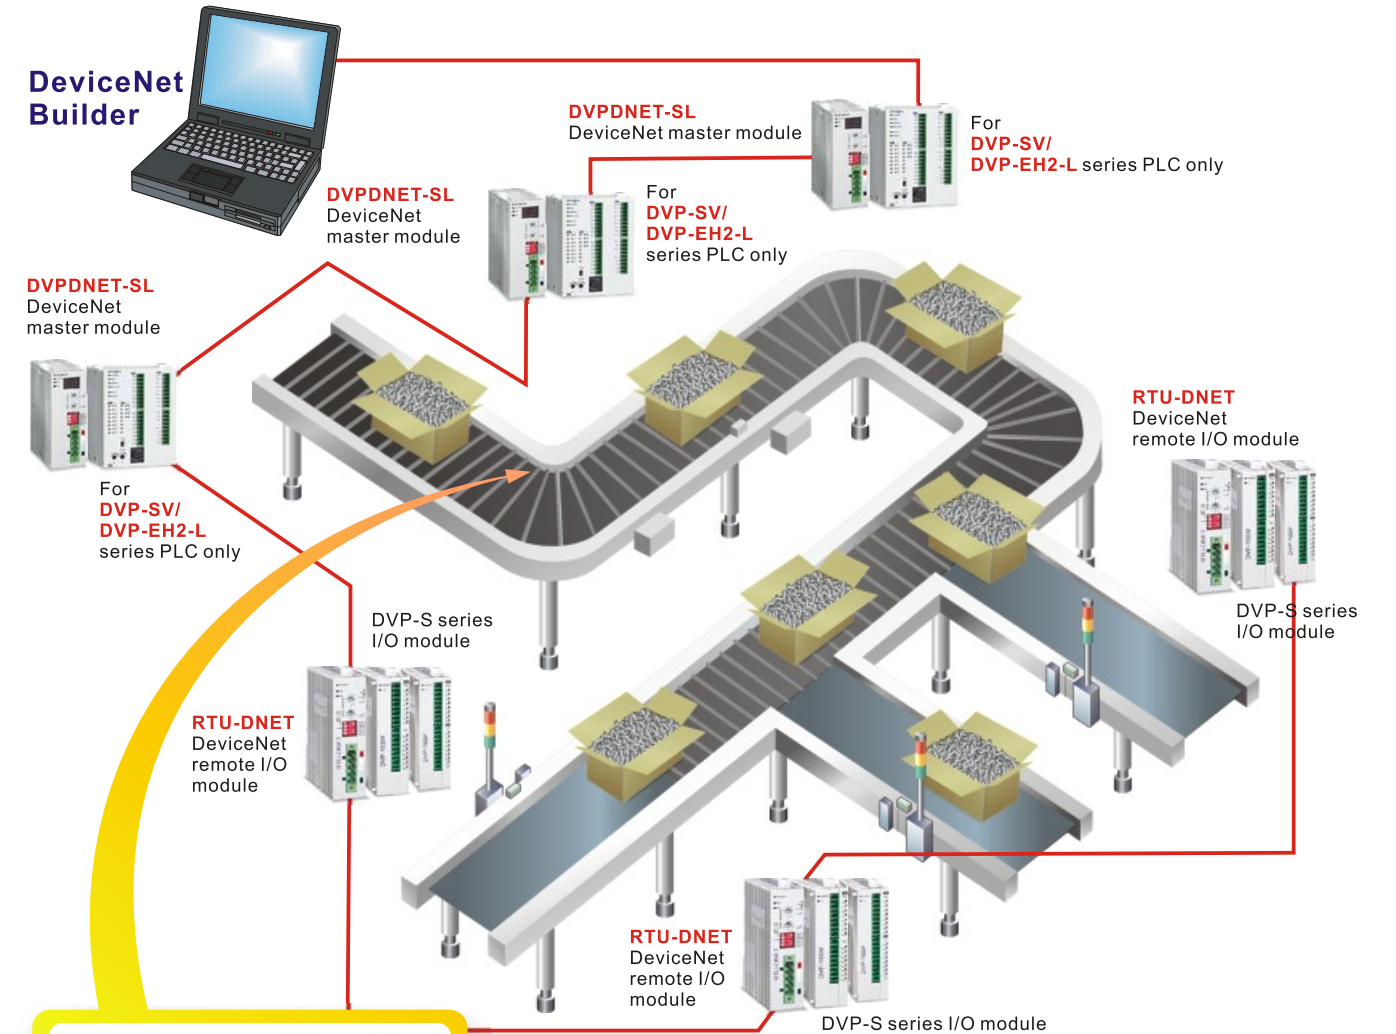 DeviceNet
Builder
DVPDNET-SL
DeviceNet master module
For
DVP-SV/
DVP-EH2-L series PLC only
DVPDNET-SL
DeviceNet
master module
For
DVP-SV/
DVP-EH2-L
series PLC only
DVPDNET-SL
DeviceNet
master module
For
DVP-SV/
DVP-EH2-L
series PLC only
RTU-DNET
DeviceNet
remote I/O module
DVP-S series
I/O module
DVP-S series
I/O module
RTU-DNET
DeviceNet
remote I/O
module
RTU-DNET
DeviceNet
remote I/O
module
DVP-S series I/O module